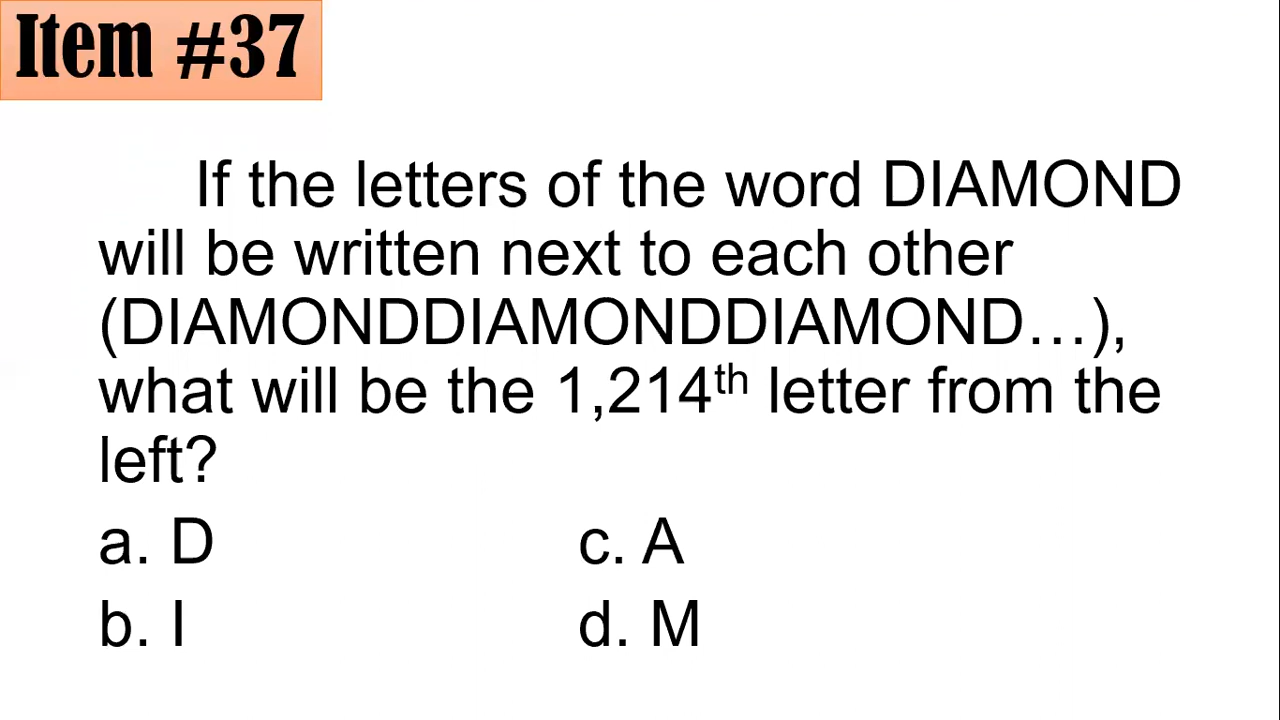 Item #37
If the letters of the word DIAMOND
will be written next to each other
(DIAMONDDIAMONDDIAMOND…),
what will be the 1,214th letter from the
left?
a. D c. A
b. I d. M